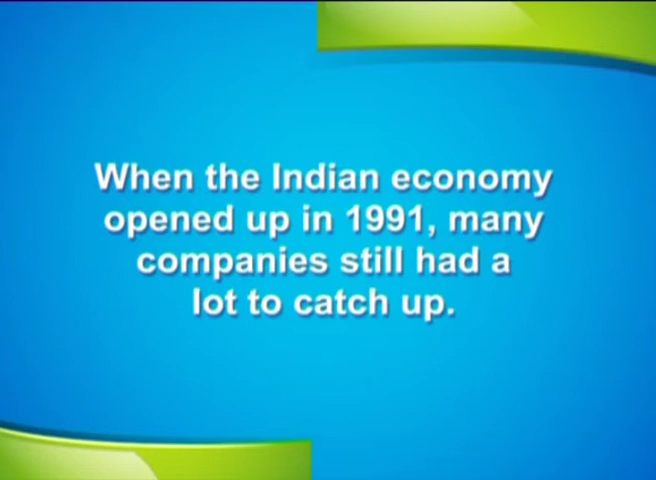 When the Indian economy
opened up in 1991, many
companies still had a
lot to catch up.